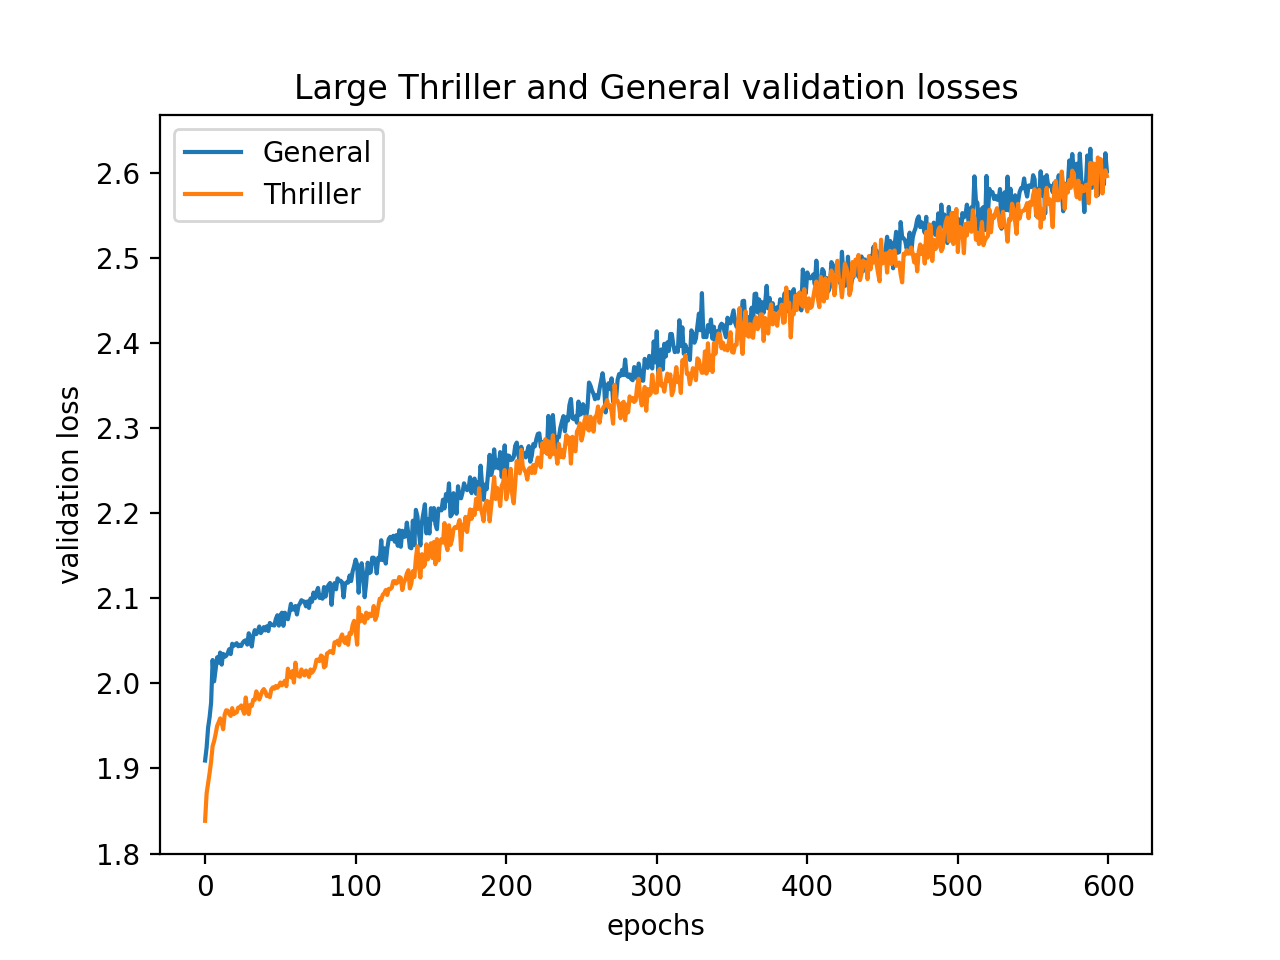 Large Thriller and General validation losses
General
Thriller
2.6
2.5
2.4
2.3
2.2
2.1
2.0
1.9
1.8
validation loss
0 100 200 300 400 500 600
epochs